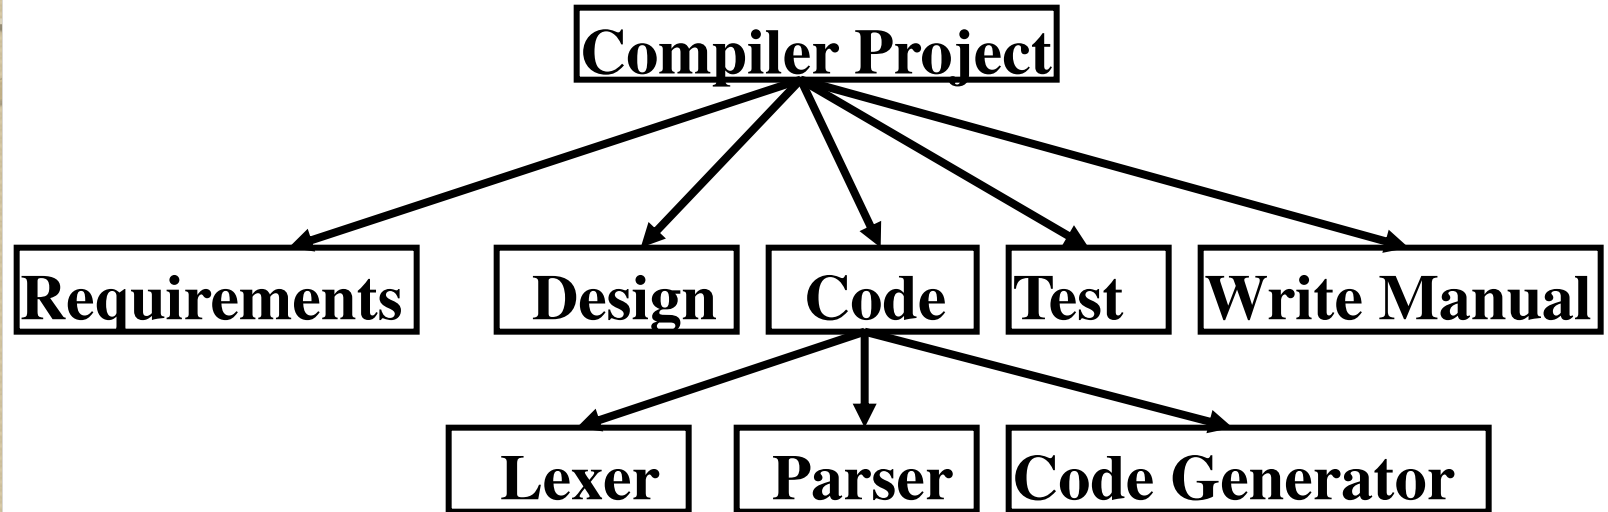 Compiler Project
Requirements
Design
Code
Test
Write Manual
Lexer
Parser
Code Generator